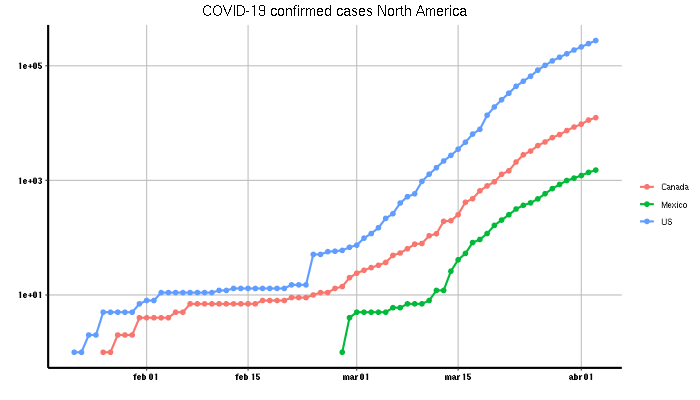 COVID-19 confirmed cases North America
1e+05
1e+03
1e+01
feb 01
feb 15
mar 01
mar 15
abr 01
Canada
Mexico
US